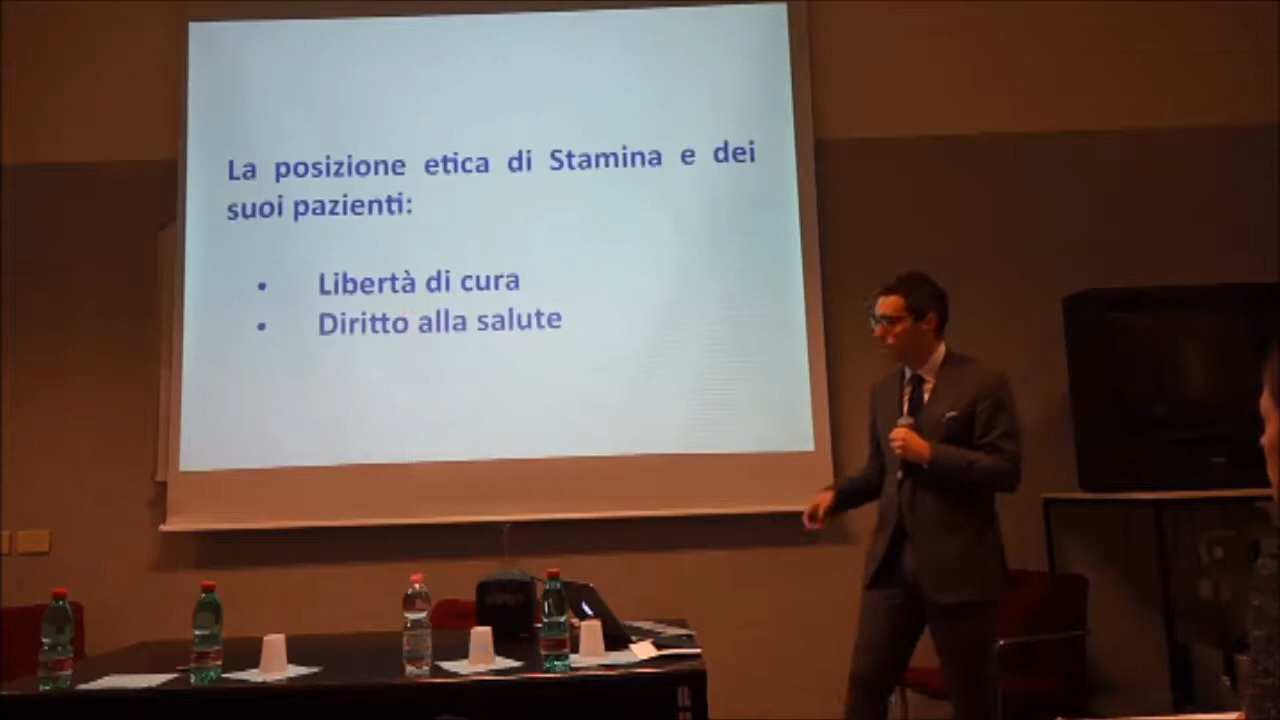 La posizione etica di Stamina e dei
suoi pazienti:
• Libertà di cura
• Diritto alla salute